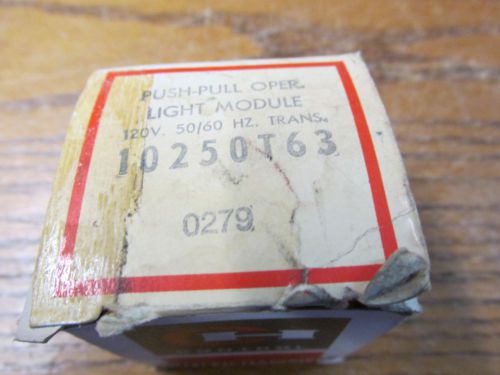 PUSH-PULL OPER.
LIGHT MODULE
120V. 50/60 HZ. TRANS.
10250T63
0279